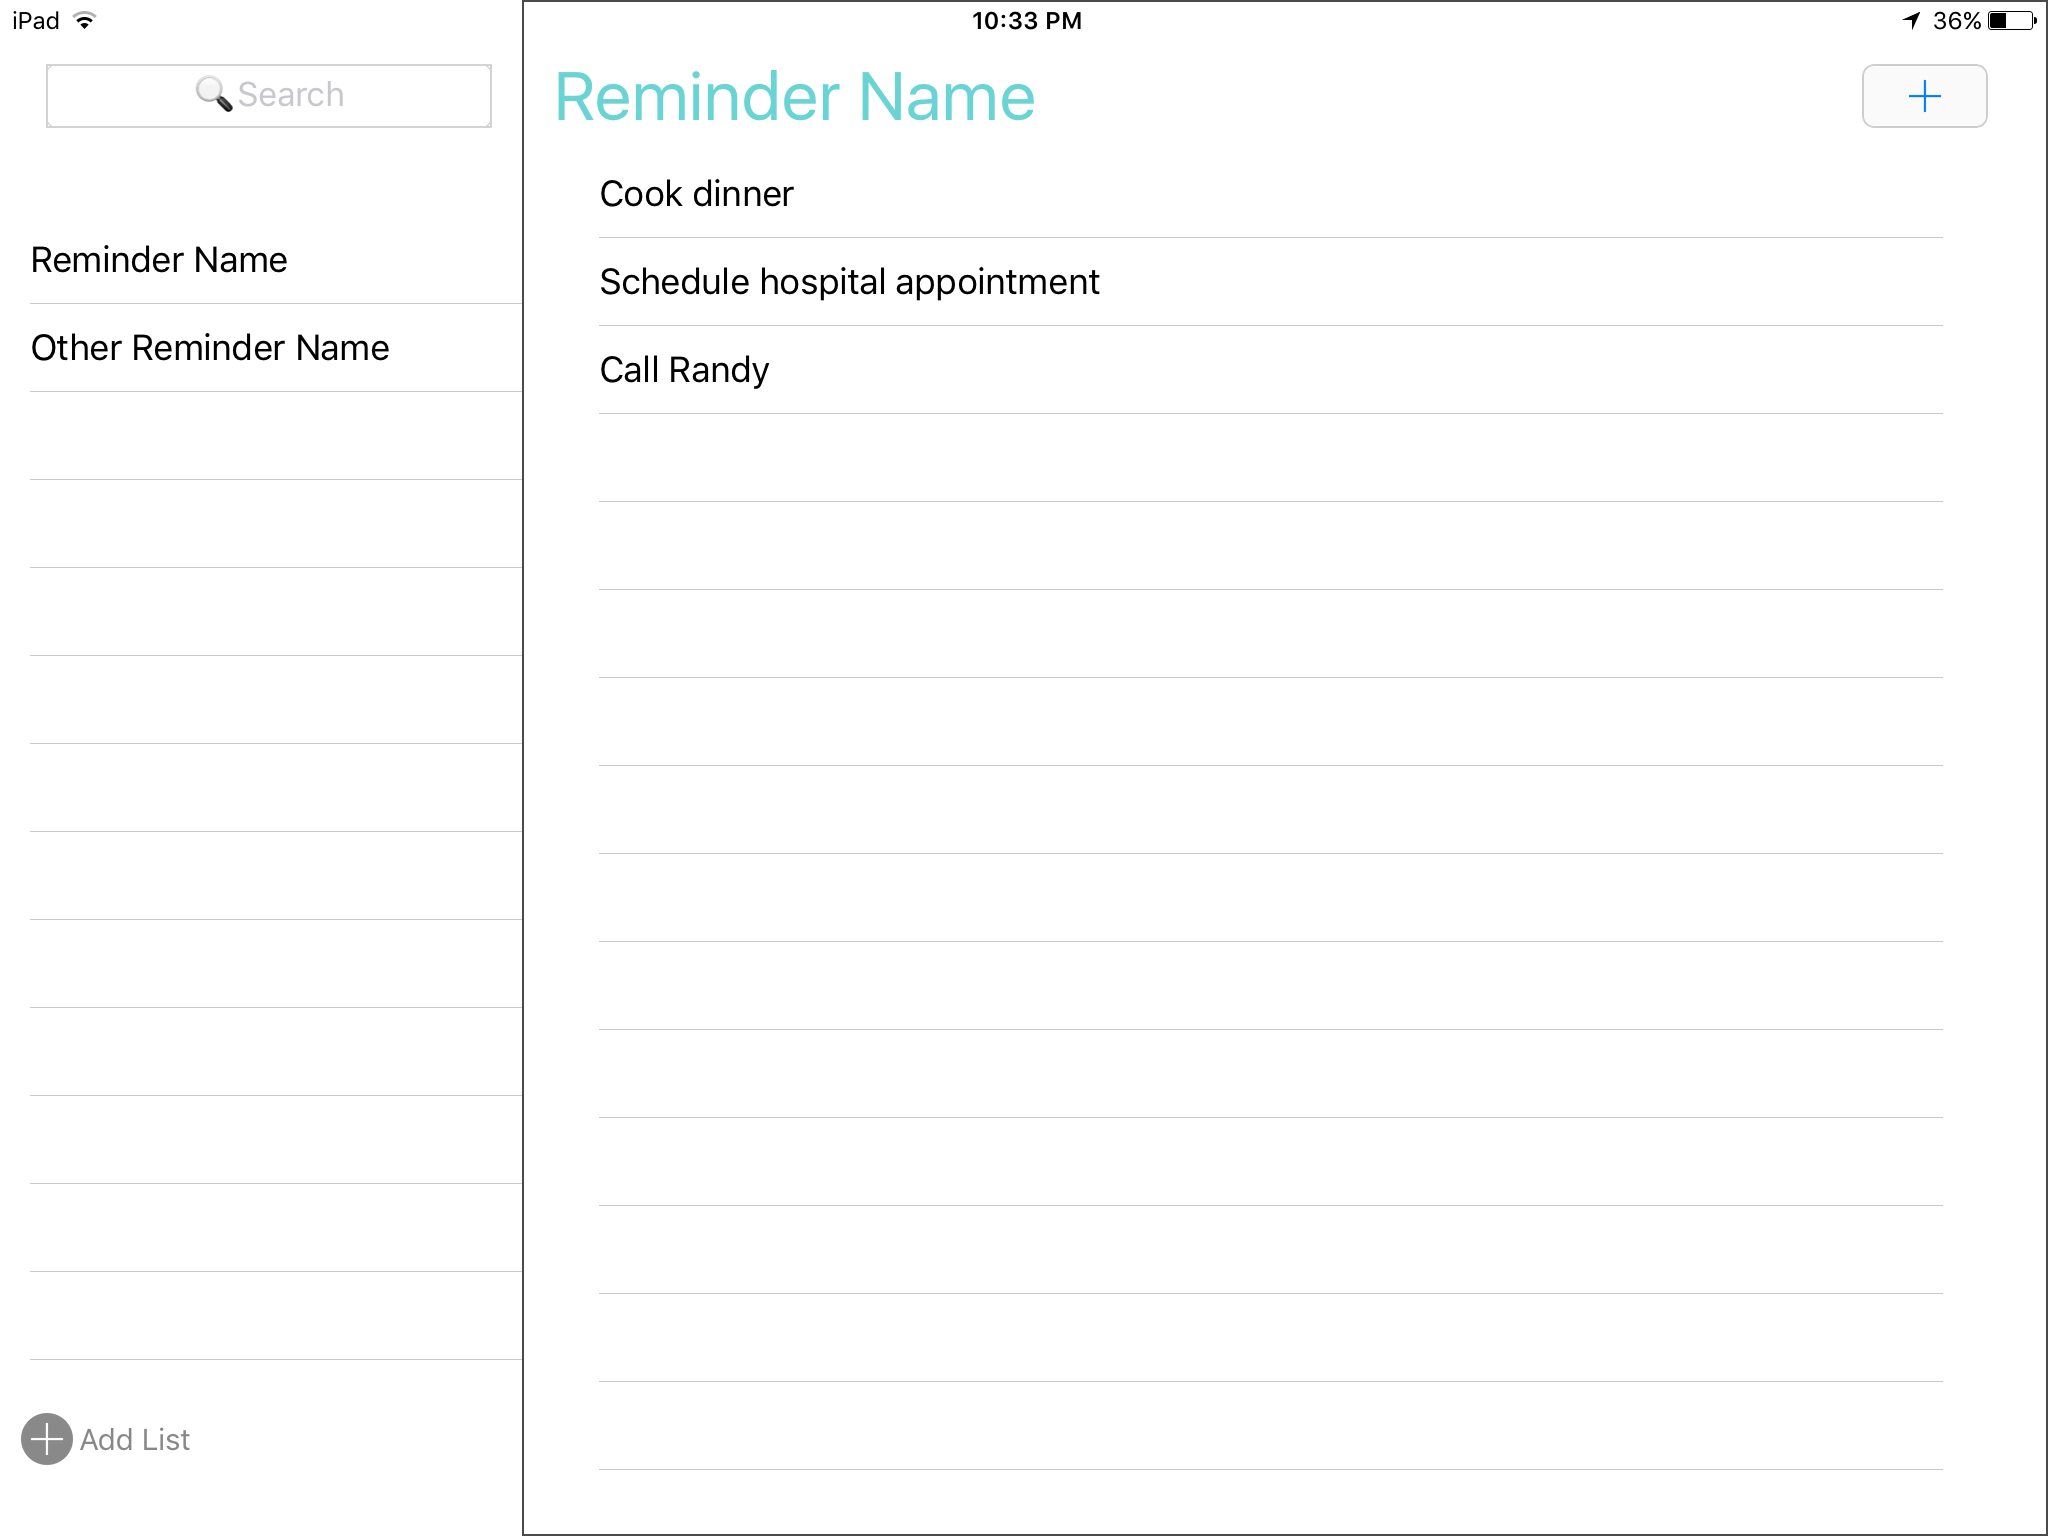 iPad
10:33 PM
36%
Search
Reminder Name
Other Reminder Name
Add List
Reminder Name
Cook dinner
Schedule hospital appointment
Call Randy